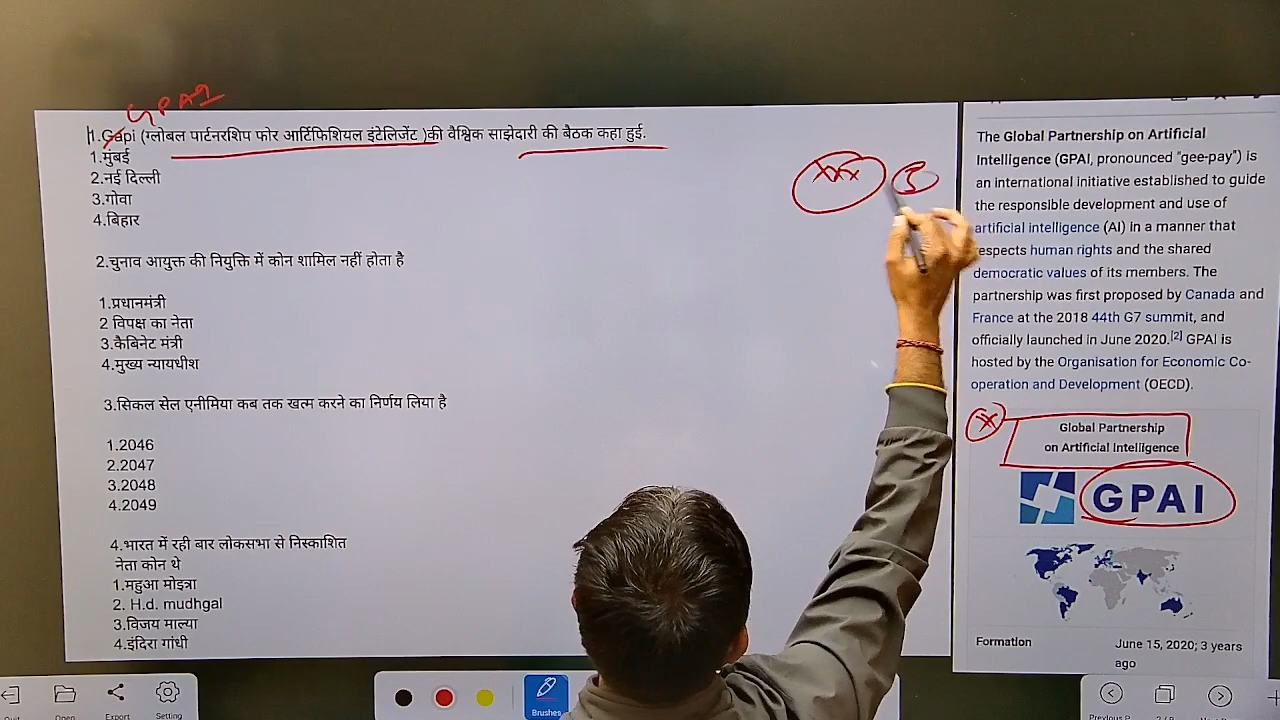 GPAI
1.Gapi (ग्लोबल पार्टनरशिप फोर आर्टिफिशियल इंटेलिजेंट )की वैश्विक साझेदारी की बैठक कहा हुई.
1.मुंबई
2.नई दिल्ली
3.गोवा
4.बिहार
2.चुनाव आयुक्त की नियुक्ति में कोन शामिल नहीं होता है
1.प्रधानमंत्री
2 विपक्ष का नेता
3.कैबिनेट मंत्री
4.मुख्य न्यायधीश
3.सिकल सेल एनीमिया कब तक खत्म करने का निर्णय लिया है
1.2046
2.2047
3.2048
4.2049
4.भारत में रही बार लोकसभा से निस्काशित
नेता कोन थे
1.महुआ मोइत्रा
2. H.d. mudhgal
3.विजय माल्या
4.इंदिरा गांधी
The Global Partnership on Artificial
Intelligence (GPAI, pronounced "gee-pay") is
an international initiative established to guide
the responsible development and use of
artificial intelligence (AI) in a manner that
respects human rights and the shared
democratic values of its members. The
partnership was first proposed by Canada and
France at the 2018 44th G7 summit, and
officially launched in June 2020.[2] GPAI is
hosted by the Organisation for Economic Co-
operation and Development (OECD).
Global Partnership
on Artificial Intelligence
GPAI
Formation June 15, 2020; 3 years
ago
Open Export Setting
Brushes